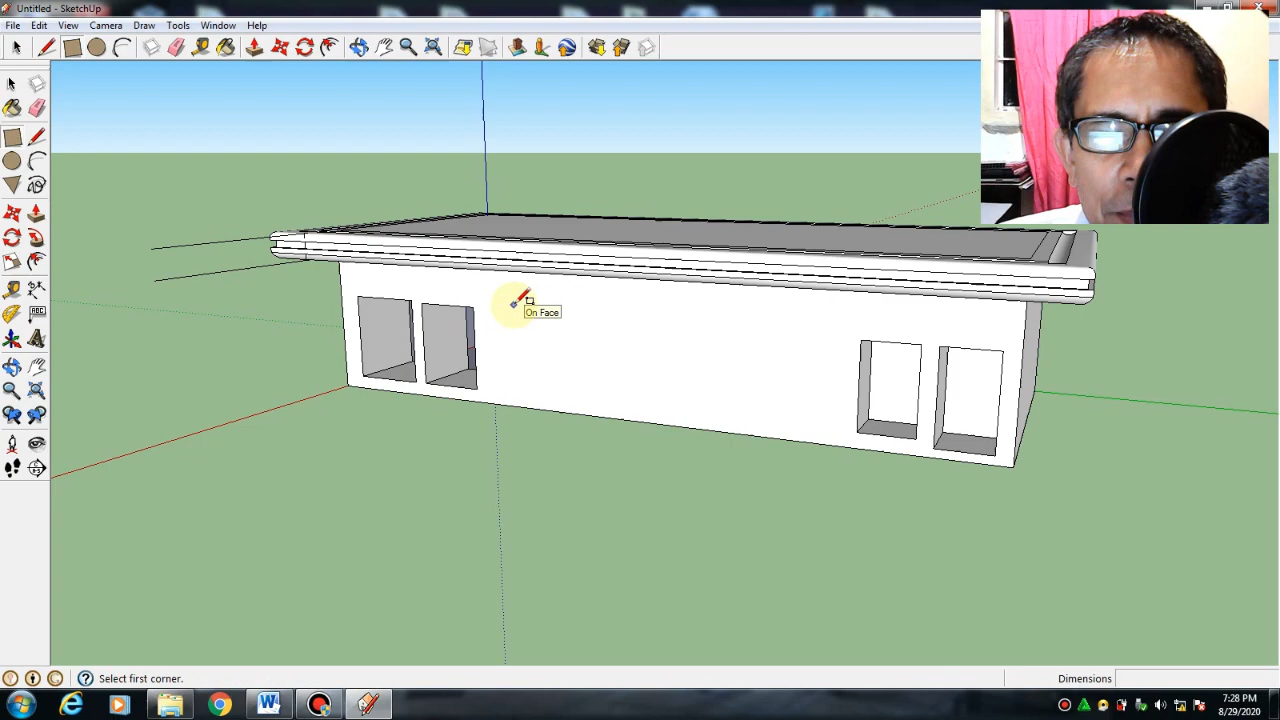 Untitled - SketchUp
File Edit View Camera Draw Tools Window Help
On Face
ABC
Select first corner.
Dimensions
7:28 PM
8/29/2020